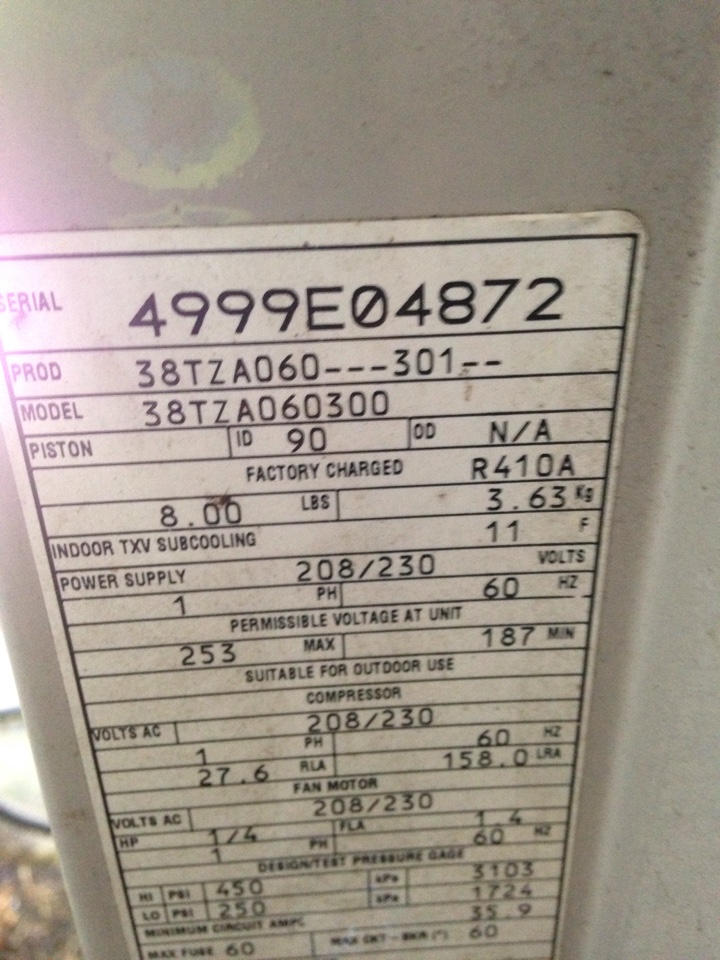 SERIAL 4999E04872
PROD 38TZA060---301--
MODEL 38TZA060300
PISTON ID 90 OD N/A
FACTORY CHARGED R410A
8.00 LBS 3.63 Kg
INDOOR TXV SUBCOOLING 11 F
POWER SUPPLY 208/230 VOLTS
1 PH 60 HZ
PERMISSIBLE VOLTAGE AT UNIT
253 MAX 187 MIN
SUITABLE FOR OUTDOOR USE
COMPRESSOR
VOLTS AC 208/230
1 PH 60 HZ
27.6 RLA 158.0 LRA
FAN MOTOR
VOLTS AC 208/230
HP 1/4 FLA 1.4
1 PH 60 HZ
DESIGN/TEST PRESSURE GAGE
HI PSI 450 kPa 3103
LO PSI 250 kPa 1724
MINIMUM CIRCUIT AMPC 35.9
MAX FUSE 60 MAX CKT-BKR (*) 60